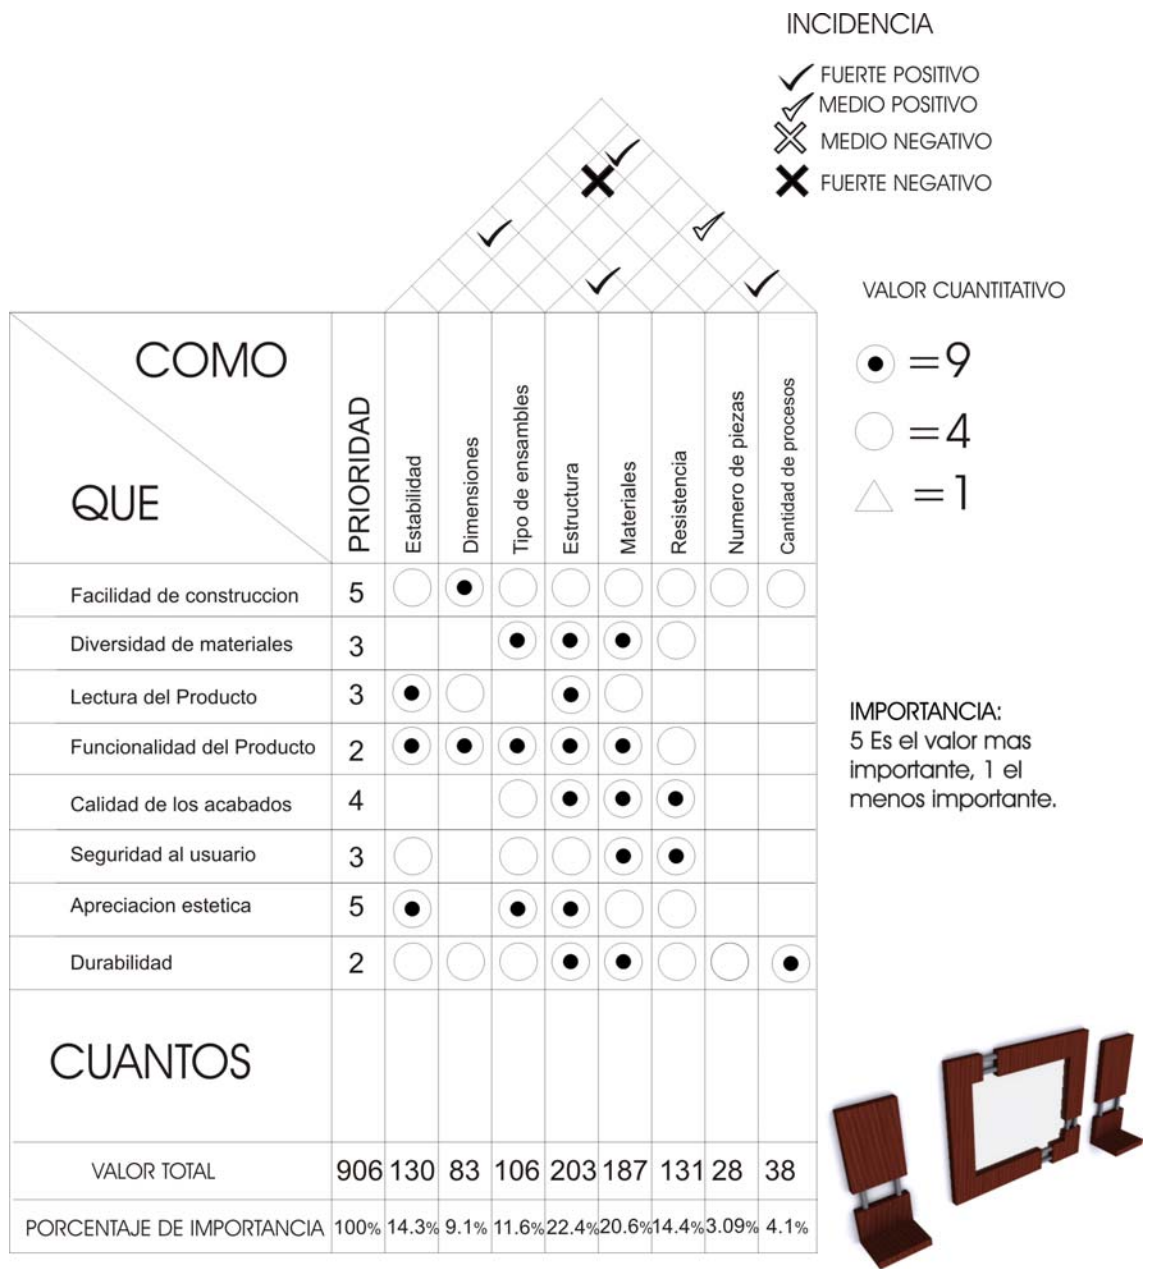 INCIDENCIA
FUERTE POSITIVO
MEDIO POSITIVO
MEDIO NEGATIVO
FUERTE NEGATIVO
VALOR CUANTITATIVO
=9
=4
=1
COMO
QUE
PRIORIDAD
Estabilidad
Dimensiones
Tipo de ensambles
Estructura
Materiales
Resistencia
Numero de piezas
Cantidad de procesos
Facilidad de construccion 5
Diversidad de materiales 3
Lectura del Producto 3
Funcionalidad del Producto 2
Calidad de los acabados 4
Seguridad al usuario 3
Apreciacion estetica 5
Durabilidad 2
IMPORTANCIA:
5 Es el valor mas
importante, 1 el
menos importante.
CUANTOS
VALOR TOTAL 906 130 83 106 203 187 131 28 38
PORCENTAJE DE IMPORTANCIA 100% 14.3% 9.1% 11.6% 22.4% 20.6% 14.4% 3.09% 4.1%